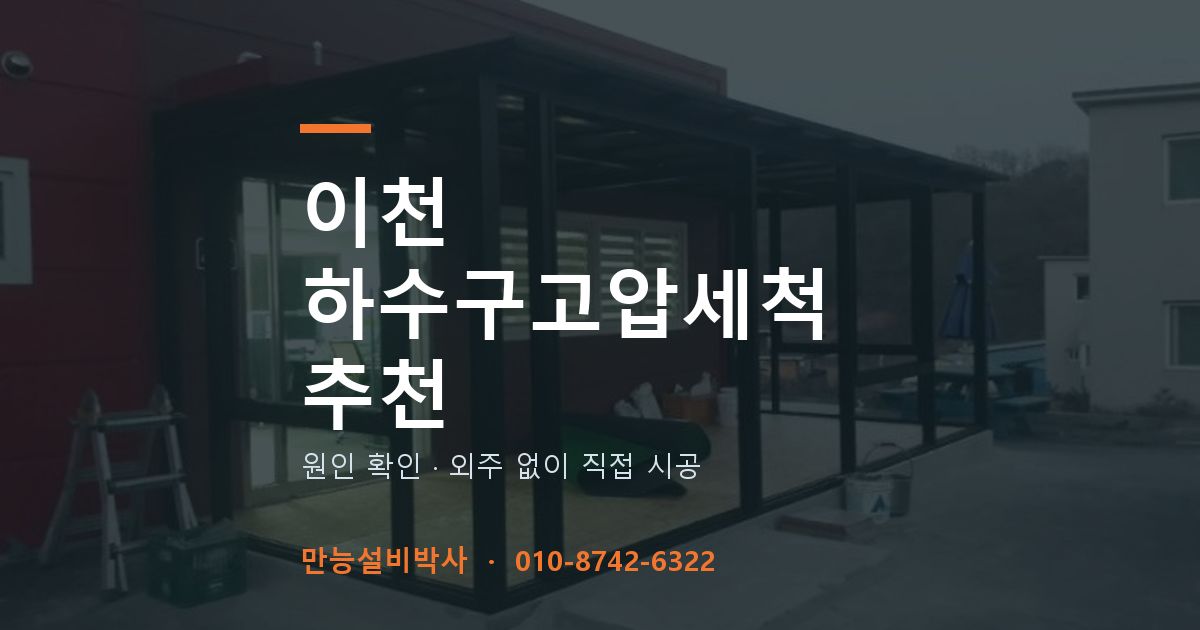 이천
하수구고압세척
추천
원인 확인 · 외주 없이 직접 시공
만능설비박사 · 010-8742-6322